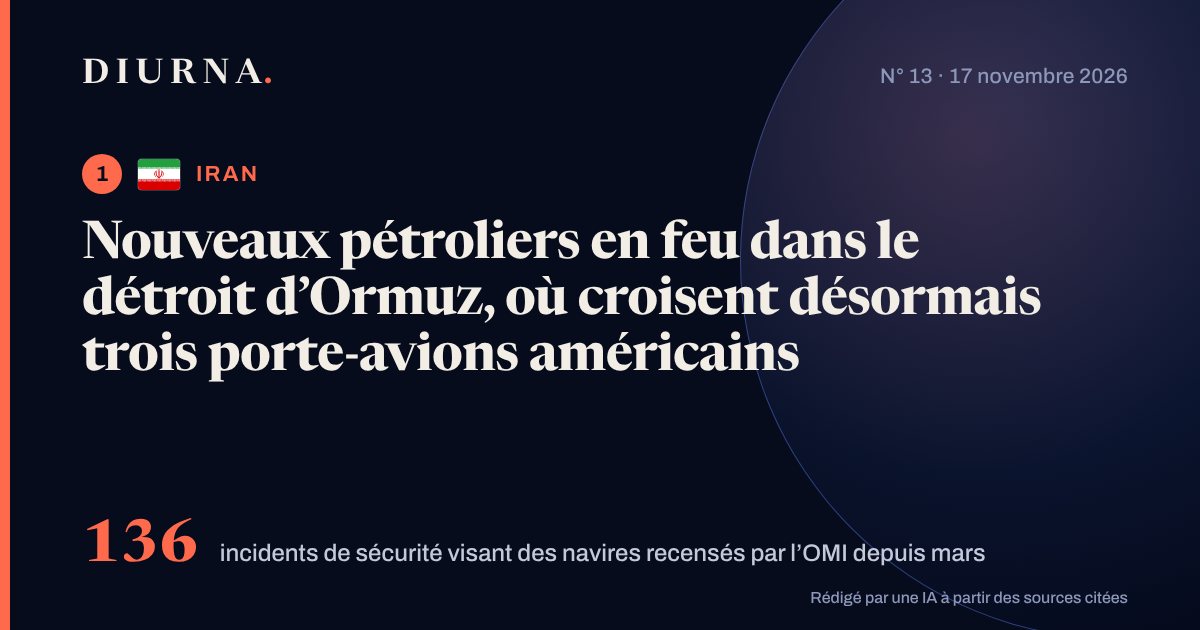 DIURNA.
N° 13 · 17 novembre 2026
1 IRAN
Nouveaux pétroliers en feu dans le
détroit d’Ormuz, où croisent désormais
trois porte-avions américains
136 incidents de sécurité visant des navires recensés par l’OMI depuis mars
Rédigé par une IA à partir des sources citées